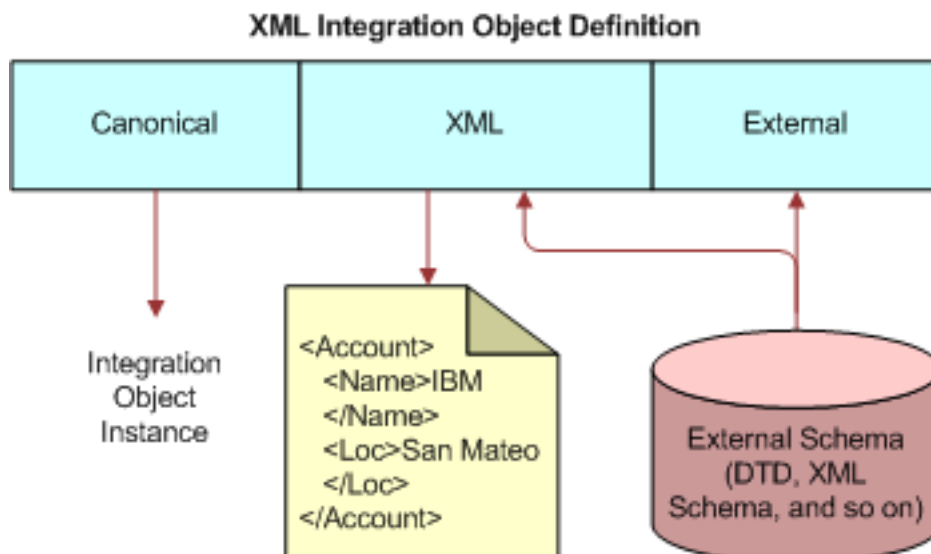 XML Integration Object Definition
Canonical
XML
External
Integration
Object
Instance
<Account>
<Name>IBM
</Name>
<Loc>San Mateo
</Loc>
</Account>
External Schema
(DTD, XML
Schema, and so on)